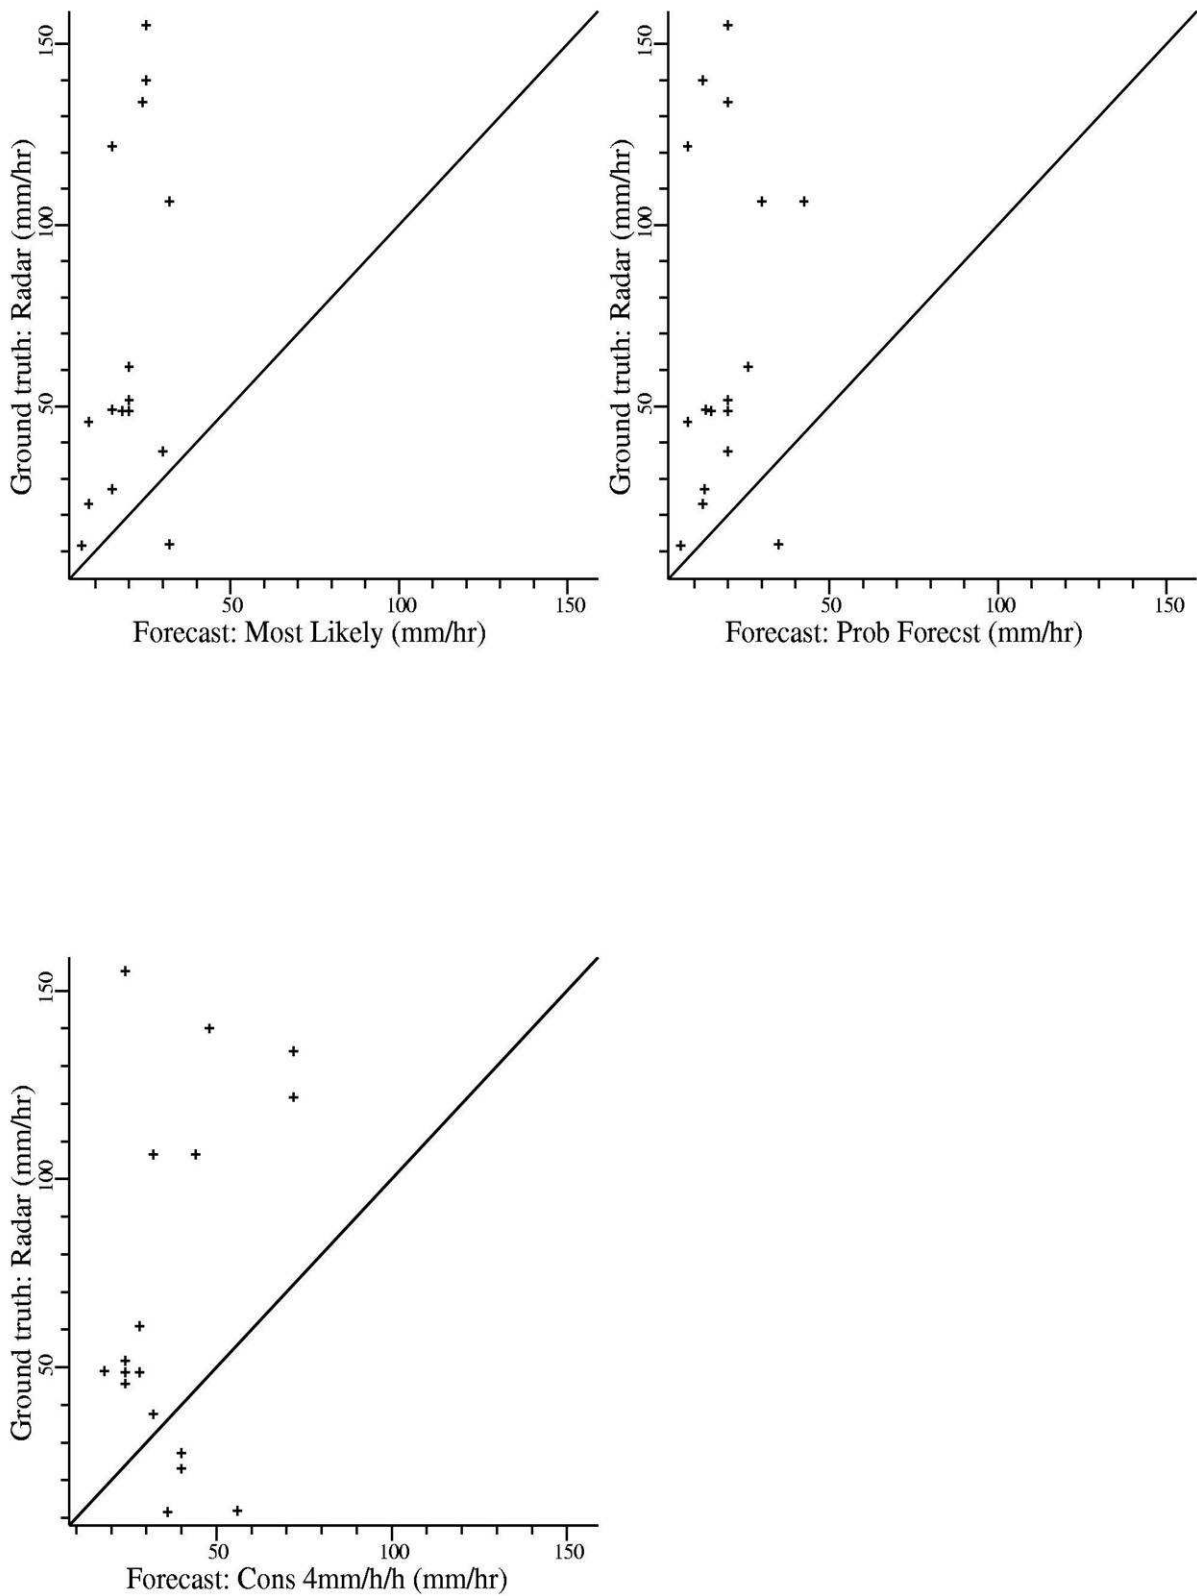 150
100
50
Ground truth: Radar (mm/hr)
50 100 150
Forecast: Most Likely (mm/hr)
150
100
50
Ground truth: Radar (mm/hr)
50 100 150
Forecast: Prob Forecst (mm/hr)
150
100
50
Ground truth: Radar (mm/hr)
50 100 150
Forecast: Cons 4mm/h/h (mm/hr)